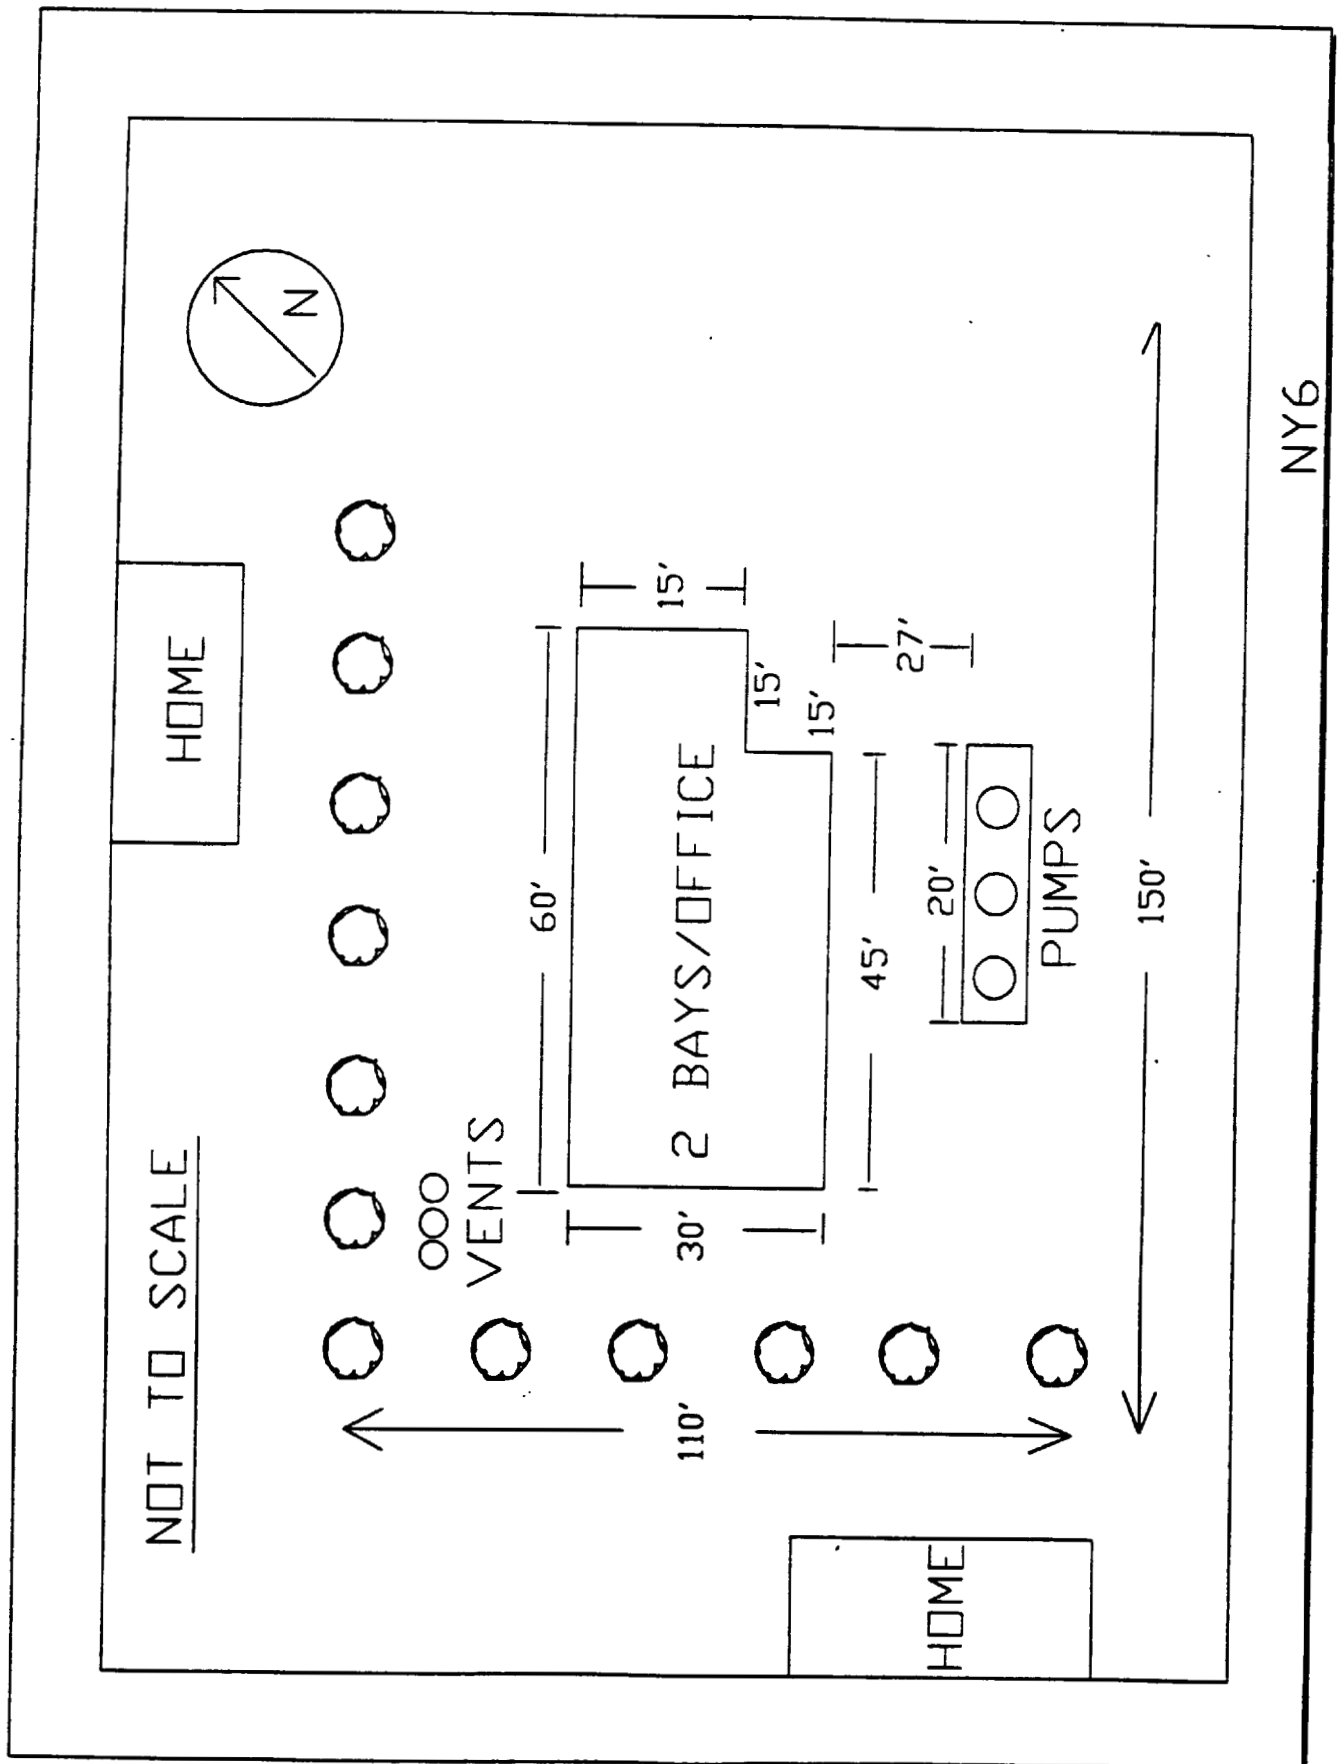 NOT TO SCALE
HOME
N
VENTS
60'
15'
30'
2 BAYS/OFFICE
15'
15'
45'
27'
110'
20'
PUMPS
HOME
150'
NY6